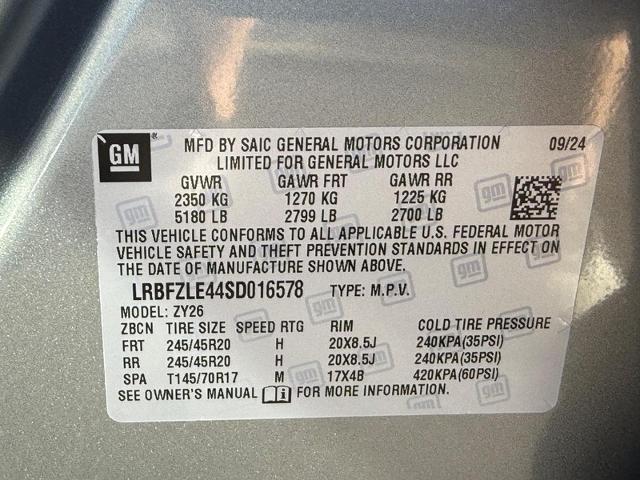 GM
MFD BY SAIC GENERAL MOTORS CORPORATION 09/24
LIMITED FOR GENERAL MOTORS LLC
GVWR GAWR FRT GAWR RR
2350 KG 1270 KG 1225 KG
5180 LB 2799 LB 2700 LB
THIS VEHICLE CONFORMS TO ALL APPLICABLE U.S. FEDERAL MOTOR
VEHICLE SAFETY AND THEFT PREVENTION STANDARDS IN EFFECT ON
THE DATE OF MANUFACTURE SHOWN ABOVE.
LRBFZLE44SD016578 TYPE: M.P.V.
MODEL: ZY26
ZBCN TIRE SIZE SPEED RTG RIM COLD TIRE PRESSURE
FRT 245/45R20 H 20X8.5J 240KPA(35PSI)
RR 245/45R20 H 20X8.5J 240KPA(35PSI)
SPA T145/70R17 M 17X4B 420KPA(60PSI)
SEE OWNER'S MANUAL FOR MORE INFORMATION.